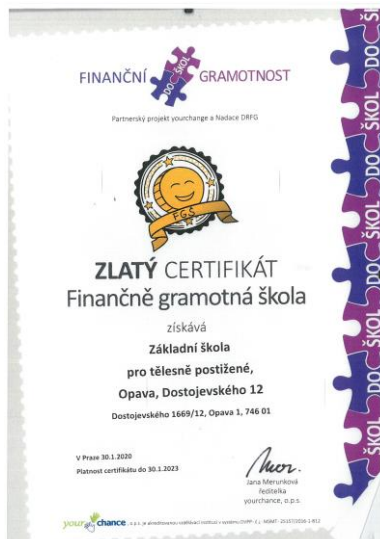 FINANČNÍ DO ŠKOL GRAMOTNOST
Partnerský projekt yourchange a Nadace DRFG
FGŠ
ZLATÝ CERTIFIKÁT
Finančně gramotná škola
získává
Základní škola
pro tělesně postižené,
Opava, Dostojevského 12
Dostojevského 1669/12, Opava 1, 746 01
V Praze 30.1.2020
Platnost certifikátu do 30.1.2023
Jana Merunková
ředitelka
yourchance, o.p.s.
your chance
DO ŠKOL DO ŠKOL DO ŠKOL DO ŠKOL